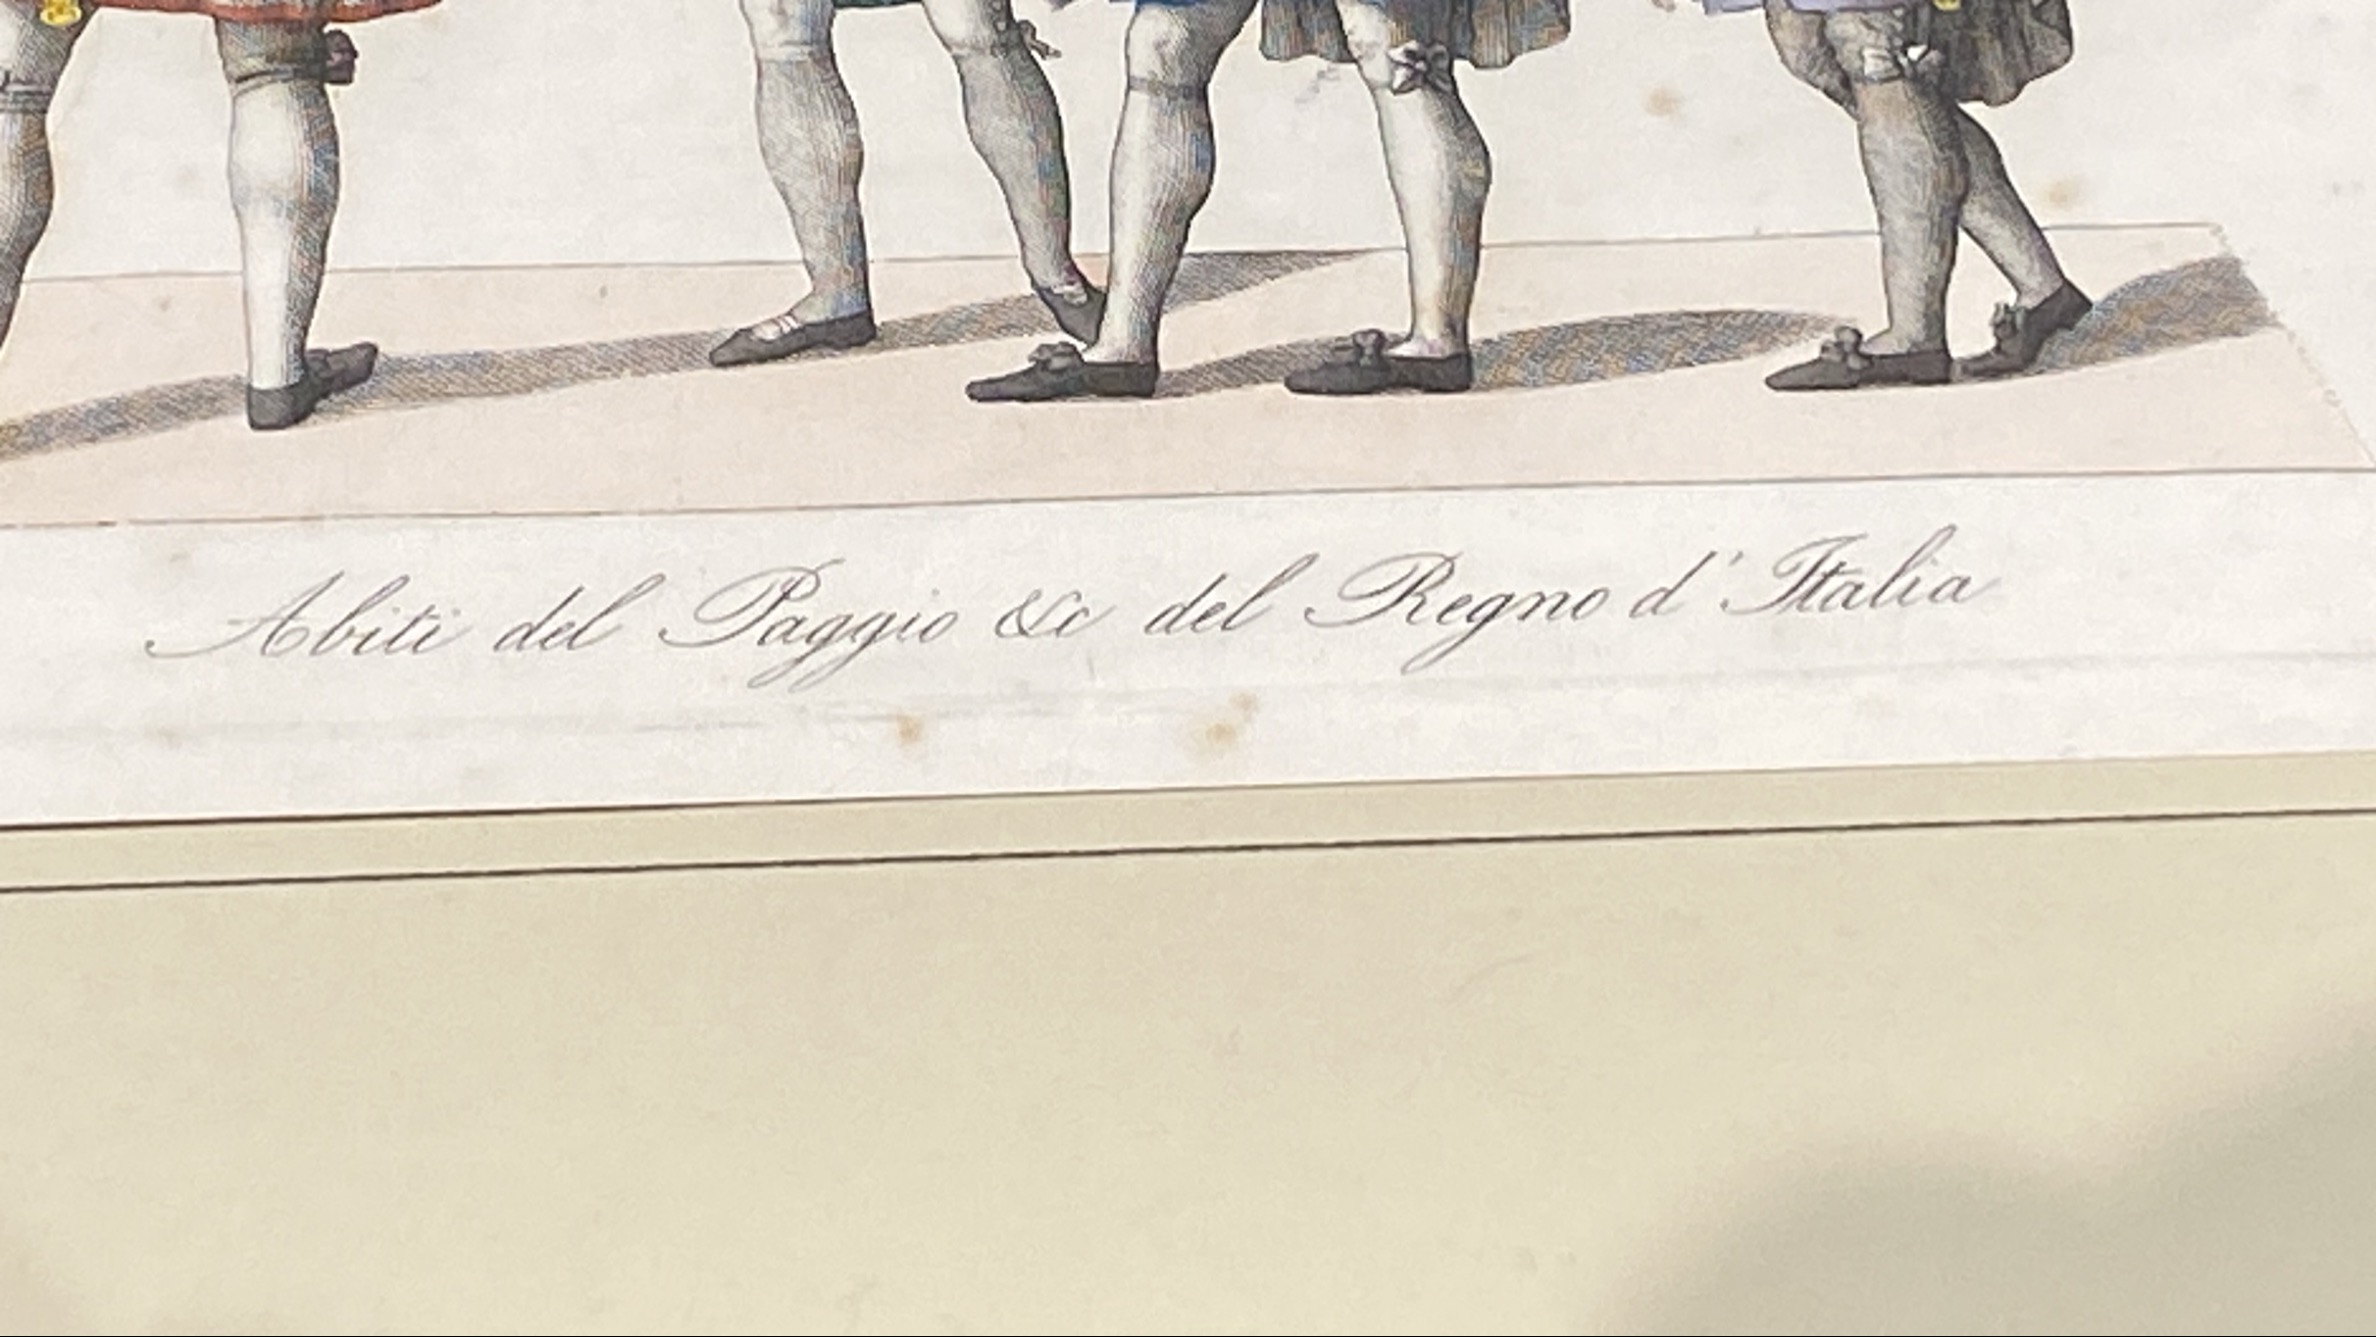 Abiti del Paggio &c del Regno d' Italia